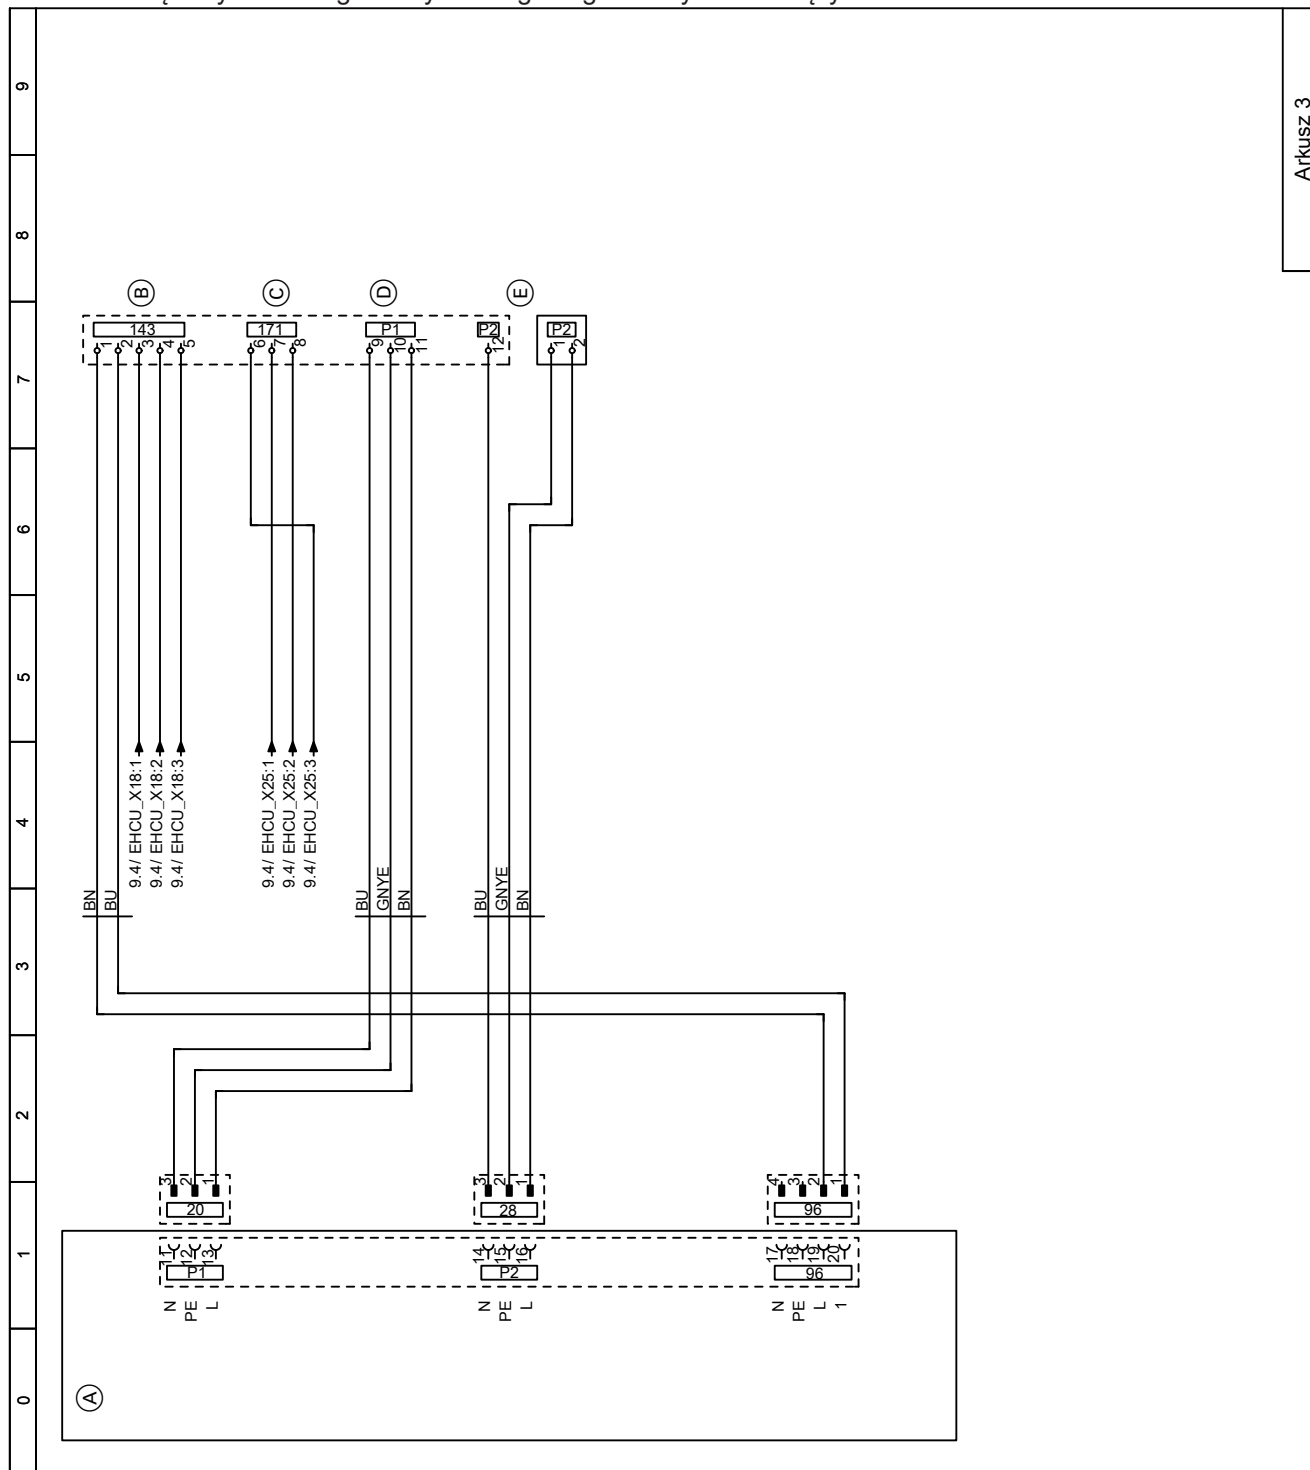 9
8
7
6
5
4
3
2
1
0
Arkusz 3
B
C
D
E
143
171
P1
P2
P2
1
2
3
4
5
6
7
8
9
10
11
12
1
2
9.4/ EHCU_X18:1
9.4/ EHCU_X18:2
9.4/ EHCU_X18:3
9.4/ EHCU_X25:1
9.4/ EHCU_X25:2
9.4/ EHCU_X25:3
BN
BU
BU
GNYE
BN
BU
GNYE
BN
3
2
1
20
3
2
1
28
4
3
2
1
96
11
12
13
P1
14
15
16
P2
17
18
19
20
96
N
PE
L
N
PE
L
N
PE
L
1
A